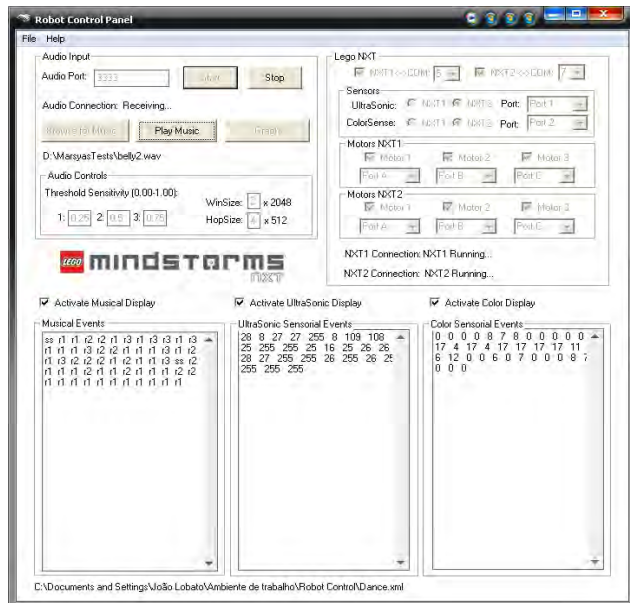 Robot Control Panel
File Help
Audio Input
Audio Port: 3333 Start Stop
Audio Connection: Receiving...
Browse for Music Play Music Graphs
D:\MarsyasTests\belly2.wav
Audio Controls
Threshold Sensitivity (0.00-1.00):
1: 0.25 2: 0.5 3: 0.75
WinSize: x 2048
HopSize: 4 x 512
Lego NXT
NXT1<>COM: 5 NXT2<>COM: 7
Sensors
UltraSonic: NXT1 NXT2 Port: Port 1
ColorSense: NXT1 NXT2 Port: Port 2
Motors NXT1
Motor 1 Motor 2 Motor 3
Port A Port B Port C
Motors NXT2
Motor 1 Motor 2 Motor 3
Port A Port B Port C
NXT1 Connection: NXT1 Running...
NXT2 Connection: NXT2 Running...
LEGO mindstorms
NXT
Activate Musical Display
Activate UltraSonic Display
Activate Color Display
Musical Events
ss r1 r1 r2 r2 r1 r1 r1 r3 r3 r1 r3
r1 r1 r1 r3 r2 r2 r1 r1 r1 r1 r3 r1
r1 r3 r2 r2 r2 r2 r1 r1 r1 r3 ss r2
r2 r1 r2 r1 r1 r2 r1 r1 r1 r1 r2 r1
r1 r1 r1 r1 r1 r1 r1 r1 r1 r1 r1
UltraSonic Sensorial Events
28 8 27 27 255 8 109 108
25 255 255 25 16 25 26 26
28 27 255 255 26 255 26 25
255 255 255
Color Sensorial Events
0 0 0 0 8 7 8 0 0 0 0 0
17 4 17 4 17 17 17 17 11
6 12 0 0 6 0 7 0 0 0 8 7
0 0 0
C:\Documents and Settings\João Lobato\Ambiente de trabalho\Robot Control\Dance.xml